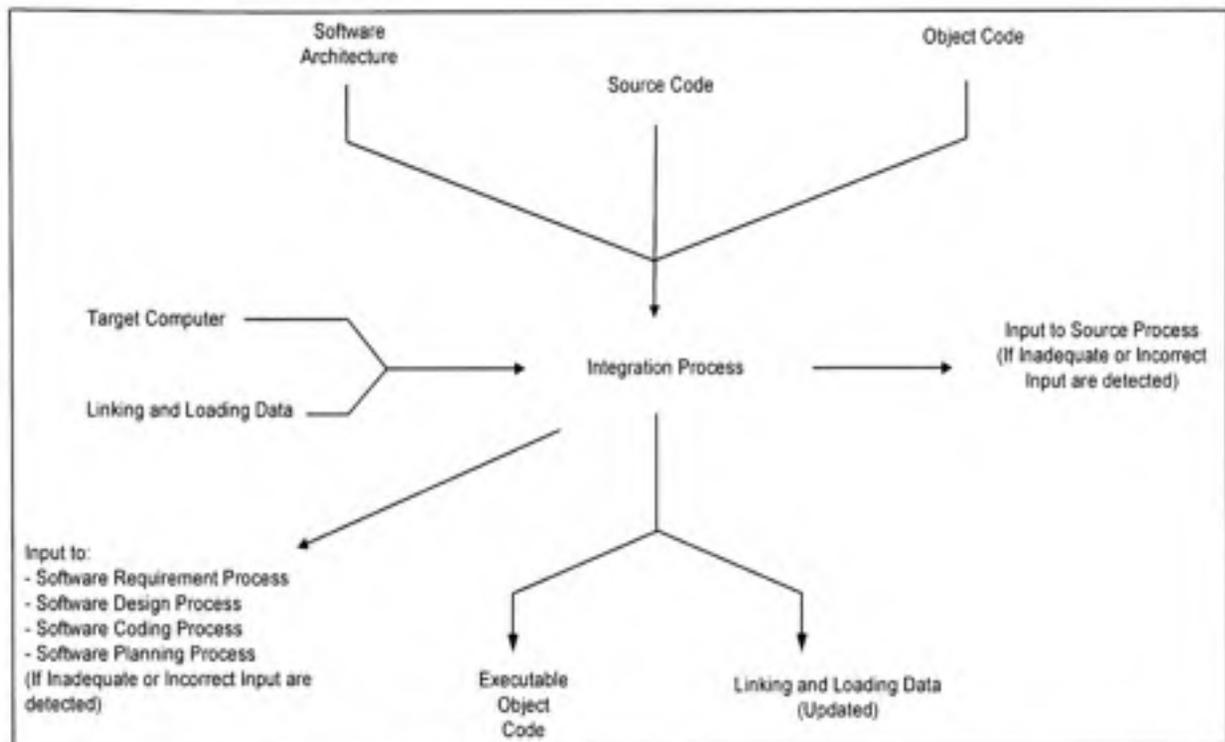 Software
Architecture
Object Code
Source Code
Target Computer
Linking and Loading Data
Integration Process
Input to Source Process
(If Inadequate or Incorrect
Input are detected)
Input to:
- Software Requirement Process
- Software Design Process
- Software Coding Process
- Software Planning Process
(If Inadequate or Incorrect Input are
detected)
Executable
Object
Code
Linking and Loading Data
(Updated)